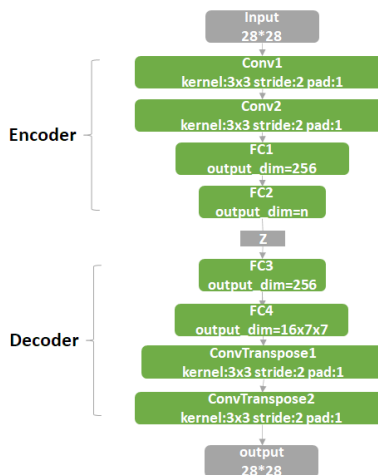 Input
28*28
Conv1
kernel:3x3 stride:2 pad:1
Conv2
kernel:3x3 stride:2 pad:1
Encoder
FC1
output_dim=256
FC2
output_dim=n
Z
FC3
output_dim=256
FC4
output_dim=16x7x7
Decoder
ConvTranspose1
kernel:3x3 stride:2 pad:1
ConvTranspose2
kernel:3x3 stride:2 pad:1
output
28*28